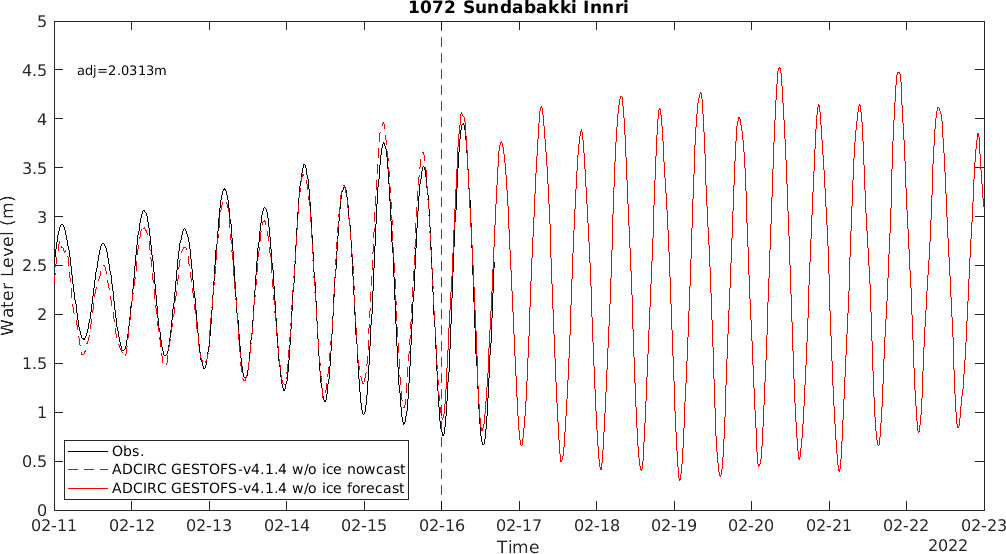 1072 Sundabakki Innri
adj=2.0313m
Water Level (m)
5
4.5
4
3.5
3
2.5
2
1.5
1
0.5
0
Obs.
ADCIRC GESTOFS-v4.1.4 w/o ice nowcast
ADCIRC GESTOFS-v4.1.4 w/o ice forecast
02-11 02-12 02-13 02-14 02-15 02-16 02-17 02-18 02-19 02-20 02-21 02-22 02-23
Time
2022